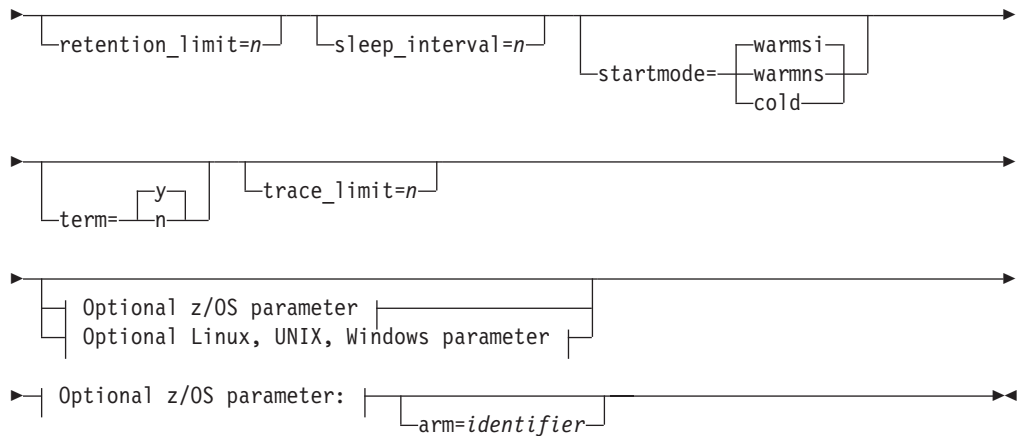 retention_limit=n sleep_interval=n startmode= warmsi
warmns
cold
term= y
n trace_limit=n
Optional z/OS parameter
Optional Linux, UNIX, Windows parameter
Optional z/OS parameter:
arm=identifier